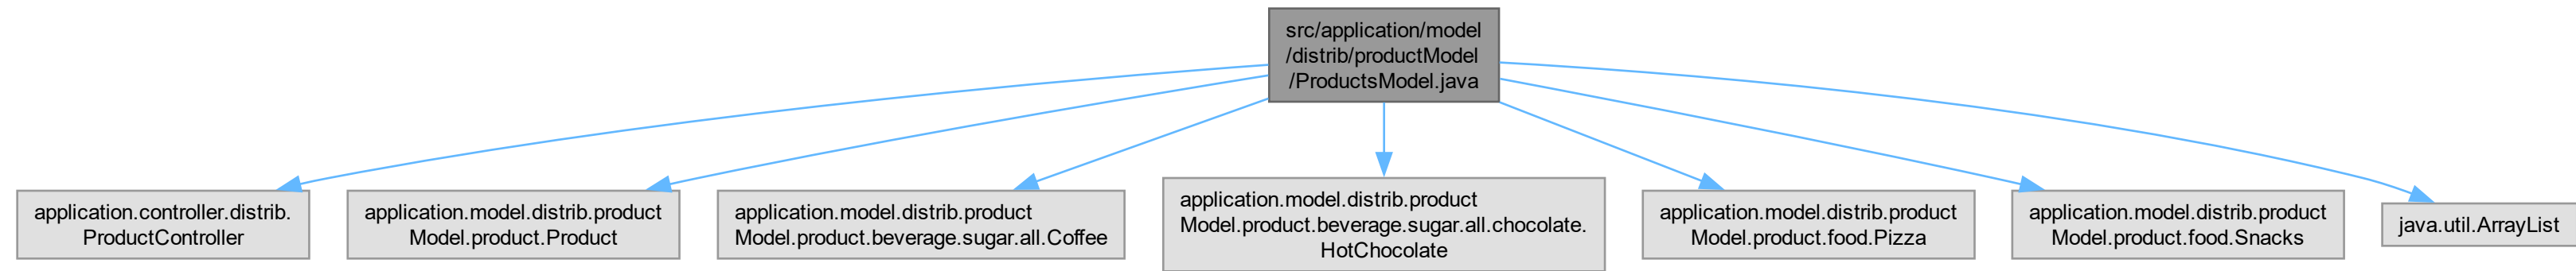 src/application/model
/distrib/productModel
/ProductsModel.java
application.controller.distrib.
ProductController
application.model.distrib.product
Model.product.Product
application.model.distrib.product
Model.product.beverage.sugar.all.Coffee
application.model.distrib.product
Model.product.beverage.sugar.all.chocolate.
HotChocolate
application.model.distrib.product
Model.product.food.Pizza
application.model.distrib.product
Model.product.food.Snacks
java.util.ArrayList